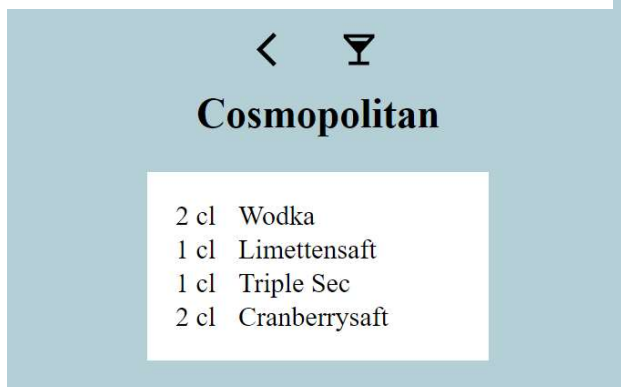 Cosmopolitan
2 cl Wodka
1 cl Limettensaft
1 cl Triple Sec
2 cl Cranberrysaft